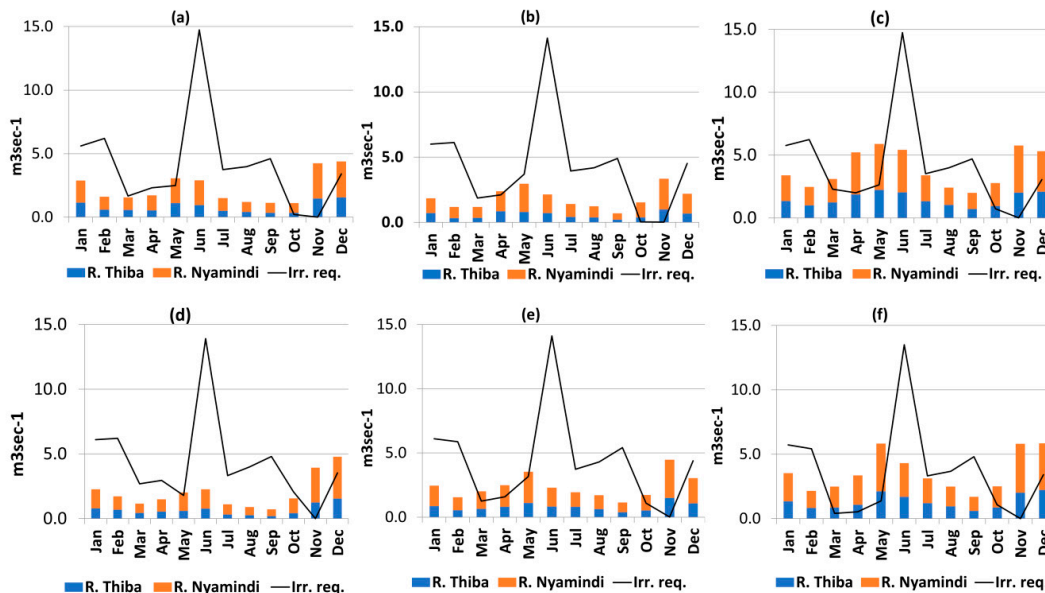 (a)
15.0
10.0
5.0
0.0
m3sec-1
Jan Feb Mar Apr May Jun Jul Aug Sep Oct Nov Dec
R. Thiba R. Nyamindi Irr. req.
(b)
15.0
10.0
5.0
0.0
m3sec-1
Jan Feb Mar Apr May Jun Jul Aug Sep Oct Nov Dec
R. Thiba R. Nyamindi Irr. req.
(c)
15.0
10.0
5.0
0.0
m3sec-1
Jan Feb Mar Apr May Jun Jul Aug Sep Oct Nov Dec
R. Thiba R. Nyamindi Irr. req.
(d)
15.0
10.0
5.0
0.0
m3sec-1
Jan Feb Mar Apr May Jun Jul Aug Sep Oct Nov Dec
R. Thiba R. Nyamindi Irr. req.
(e)
15.0
10.0
5.0
0.0
m3sec-1
Jan Feb Mar Apr May Jun Jul Aug Sep Oct Nov Dec
R. Thiba R. Nyamindi Irr. req.
(f)
15.0
10.0
5.0
0.0
m3sec-1
Jan Feb Mar Apr May Jun Jul Aug Sep Oct Nov Dec
R. Thiba R. Nyamindi Irr. req.